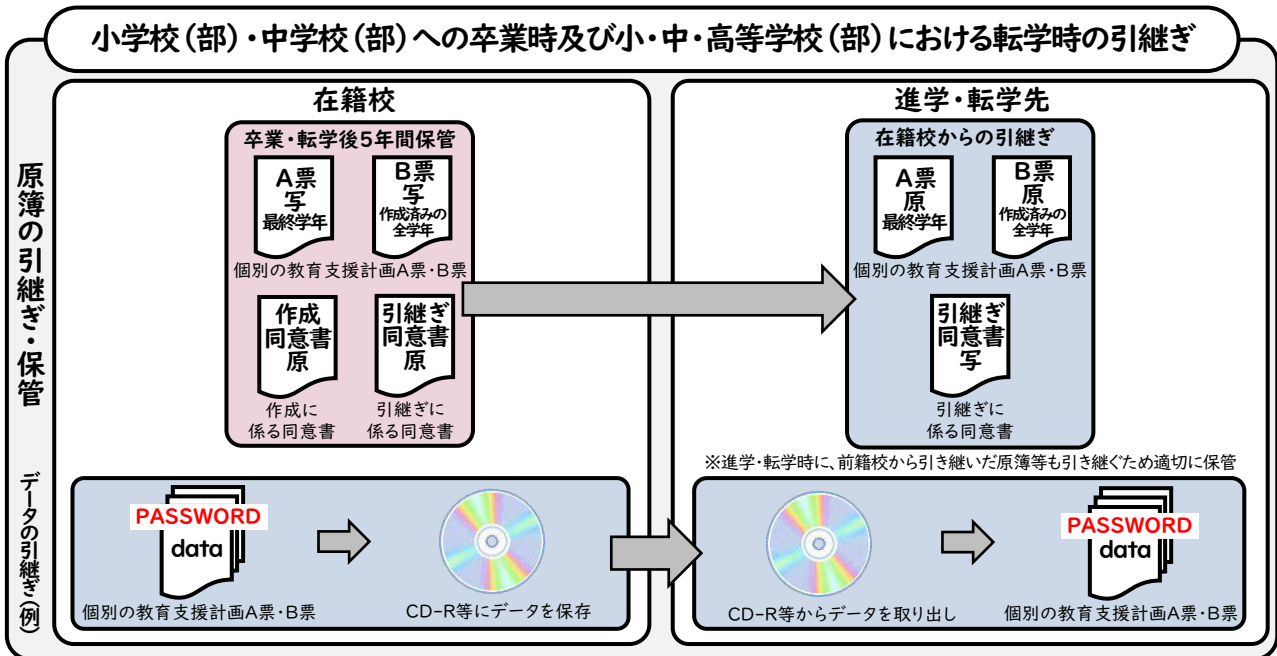 小学校(部)・中学校(部)への卒業時及び小・中・高等学校(部)における転学時の引継ぎ
原簿の引継ぎ・保管
在籍校
卒業・転学後5年間保管
A票
写
最終学年
B票
写
作成済みの
全学年
個別の教育支援計画A票・B票
作成
同意書
原
引継ぎ
同意書
原
作成に
係る同意書
引継ぎに
係る同意書
進学・転学先
在籍校からの引継ぎ
A票
原
最終学年
B票
原
作成済みの
全学年
個別の教育支援計画A票・B票
引継ぎ
同意書
写
引継ぎに
係る同意書
※進学・転学時に、前籍校から引き継いだ原簿等も引き継ぐため適切に保管
データの引継ぎ(例)
PASSWORD
data
個別の教育支援計画A票・B票
CD-R等にデータを保存
CD-R等からデータを取り出し
PASSWORD
data
個別の教育支援計画A票・B票